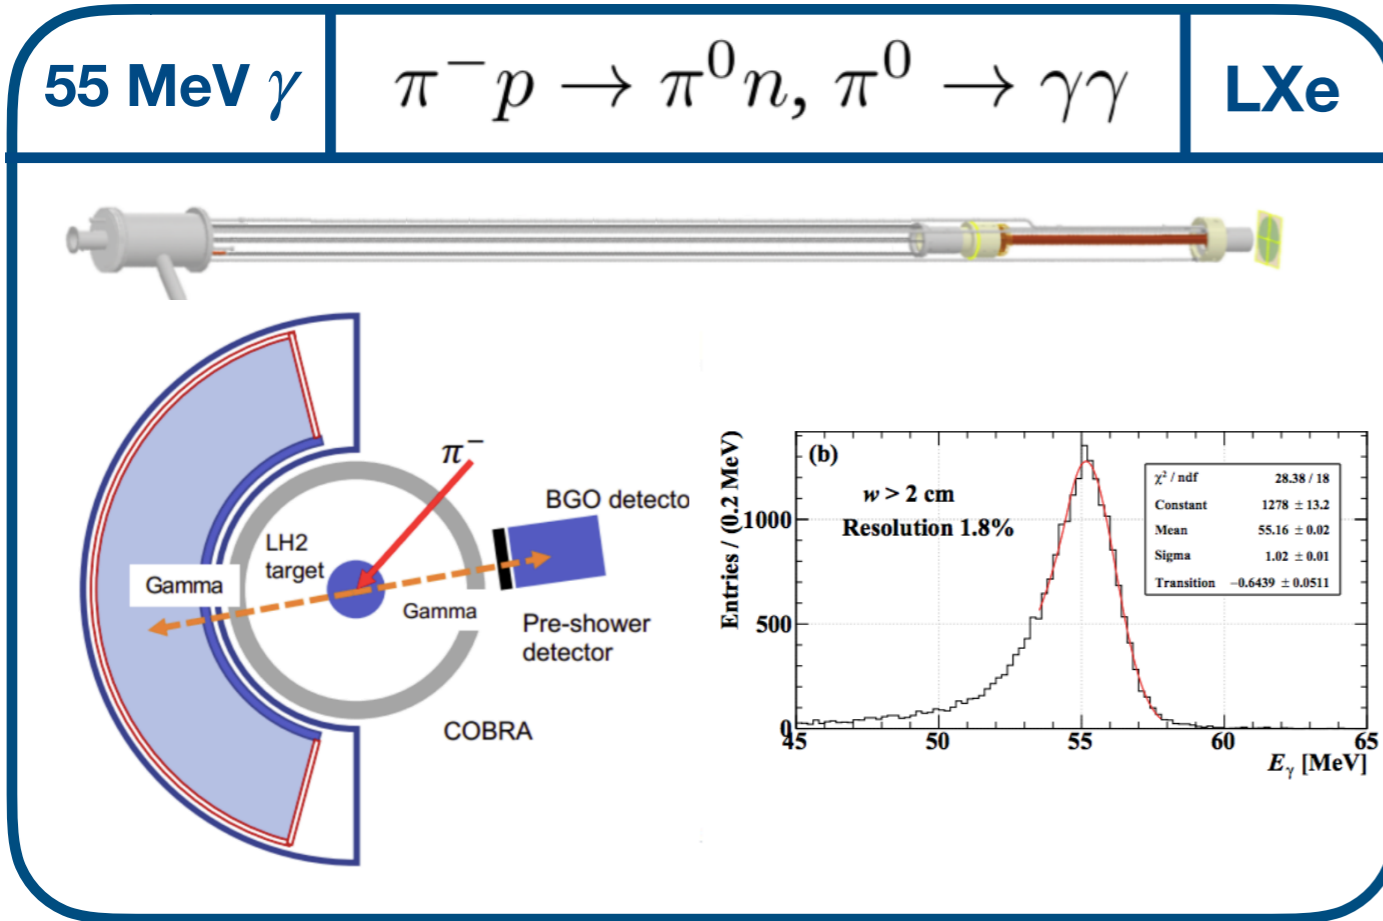 55 MeV γ
π⁻p → π⁰n, π⁰ → γγ
LXe
π⁻
BGO detecto
LH2
target
Gamma
Gamma
Pre-shower
detector
COBRA
(b)
w > 2 cm
Resolution 1.8%
χ² / ndf 28.38 / 18
Constant 1278 ± 13.2
Mean 55.16 ± 0.02
Sigma 1.02 ± 0.01
Transition −0.6439 ± 0.0511
Entries / (0.2 MeV)
1000
500
0
45 50 55 60 65
Eγ [MeV]